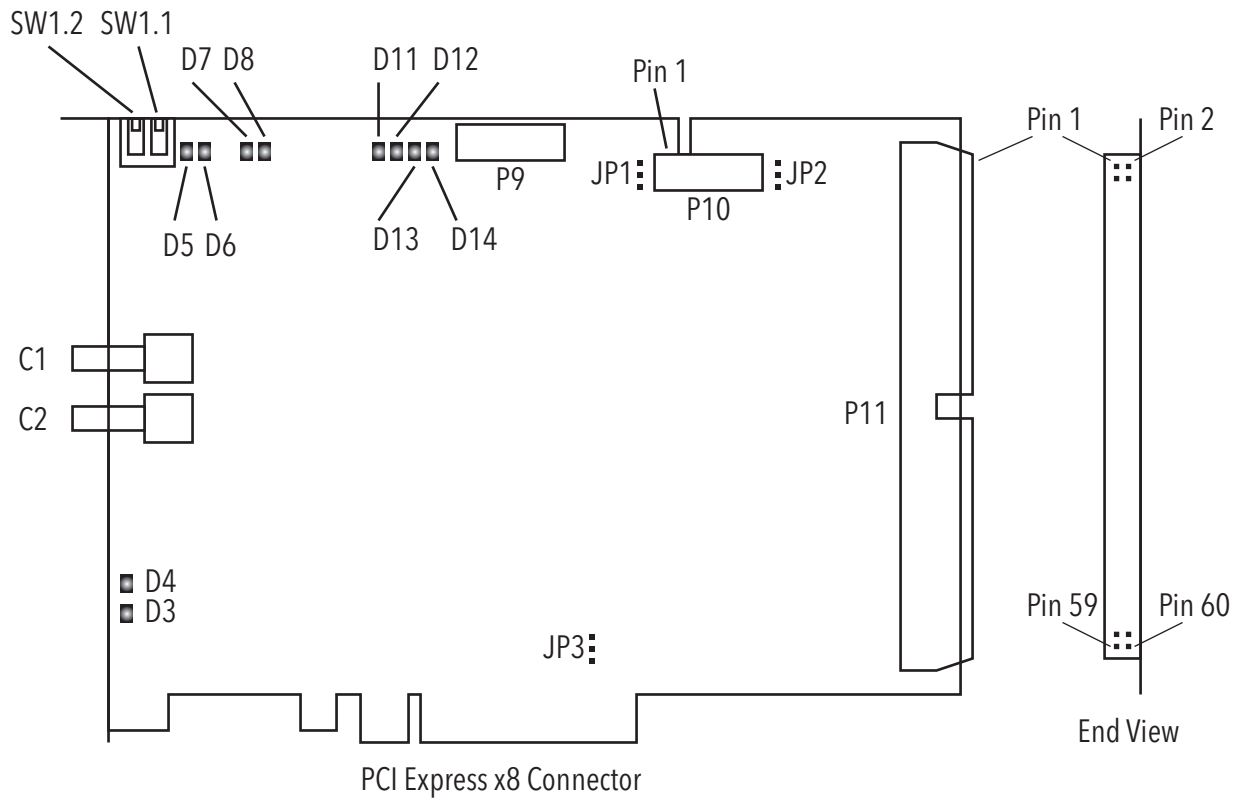 SW1.2 SW1.1
D7 D8
D11 D12
Pin 1
Pin 1
Pin 2
P9
JP1
JP2
P10
D5 D6
D13 D14
C1
C2
P11
D4
D3
Pin 59
Pin 60
JP3
End View
PCI Express x8 Connector